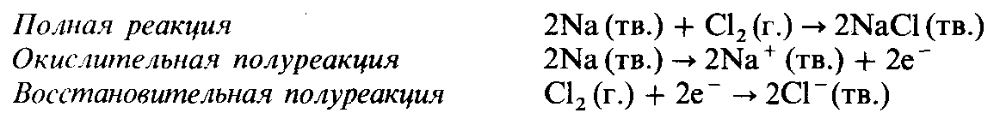 Полная реакция 2Na (тв.) + Cl₂ (г.) → 2NaCl (тв.)
Окислительная полуреакция 2Na (тв.) → 2Na⁺ (тв.) + 2e⁻
Восстановительная полуреакция Cl₂ (г.) + 2e⁻ → 2Cl⁻ (тв.)